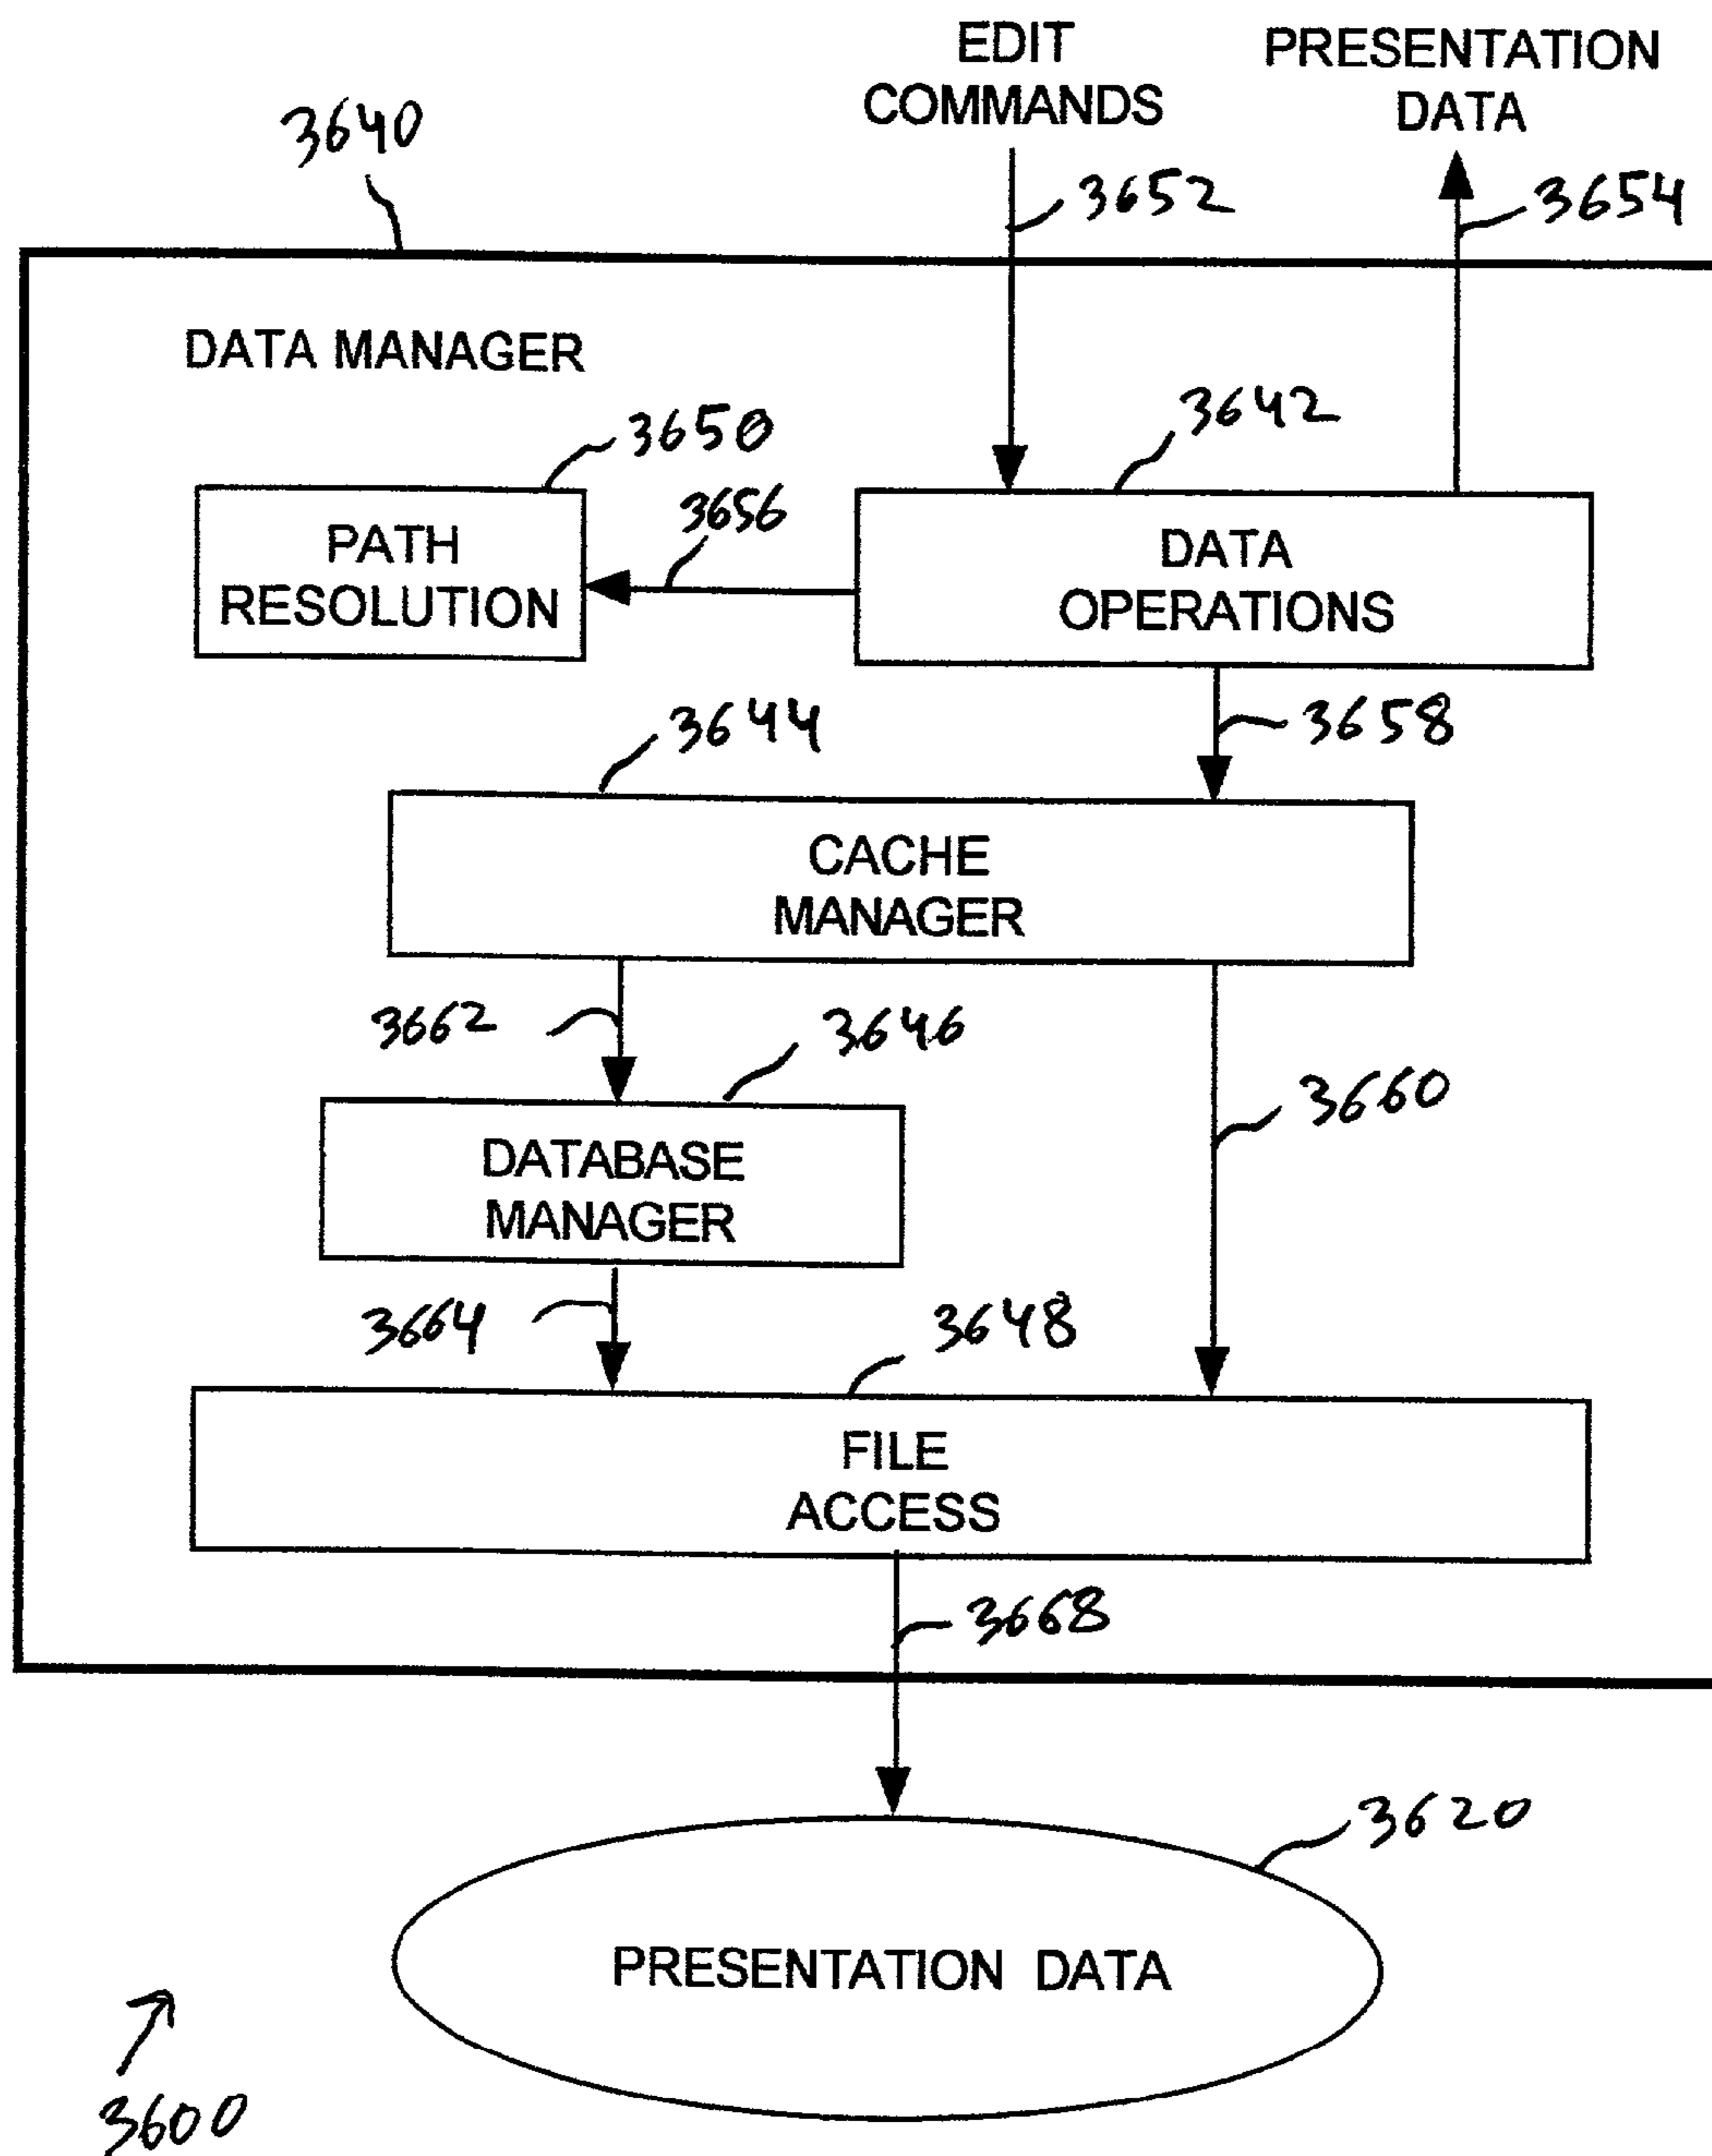 EDIT
COMMANDS
PRESENTATION
DATA
3640
3652
3654
DATA MANAGER
3642
3650
3656
PATH
RESOLUTION
DATA
OPERATIONS
3644
3658
CACHE
MANAGER
3662
3646
3660
DATABASE
MANAGER
3664
3648
FILE
ACCESS
3668
3620
PRESENTATION DATA
3600